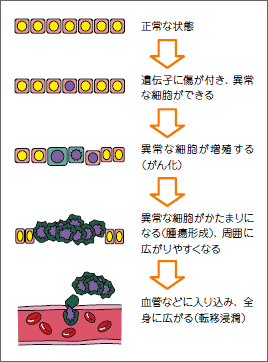 正常な状態
遺伝子に傷が付き、異常
な細胞ができる
異常な細胞が増殖する
(がん化)
異常な細胞がかたまりに
なる(腫瘍形成)、周囲に
広がりやすくなる
血管などに入り込み、全
身に広がる(転移浸潤)